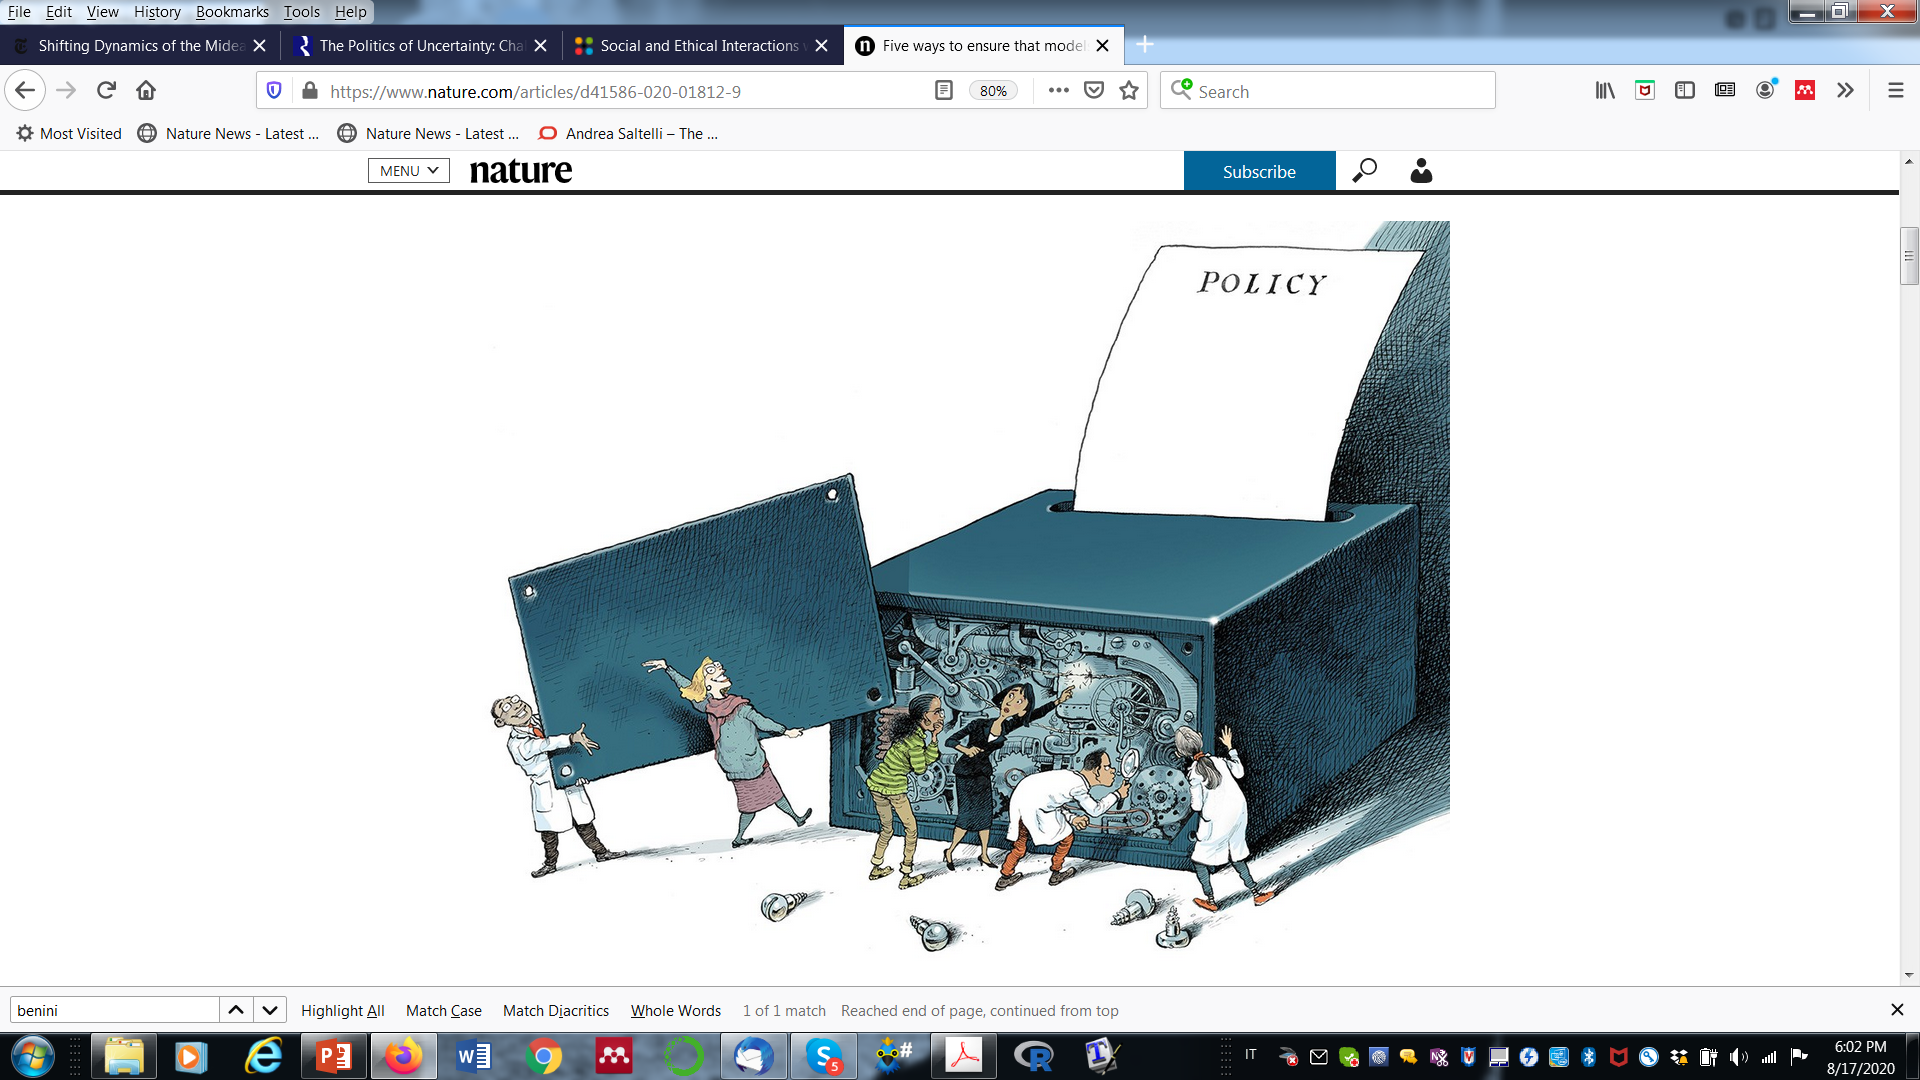 File Edit View History Bookmarks Tools Help
Shifting Dynamics of the Midea
The Politics of Uncertainty: Cha
Social and Ethical Interactions w
Five ways to ensure that model
https://www.nature.com/articles/d41586-020-01812-9
80%
Search
Most Visited
Nature News - Latest ...
Nature News - Latest ...
Andrea Saltelli – The ...
MENU
nature
Subscribe
POLICY
benini
Highlight All
Match Case
Match Diacritics
Whole Words
1 of 1 match
Reached end of page, continued from top
IT
6:02 PM
8/17/2020